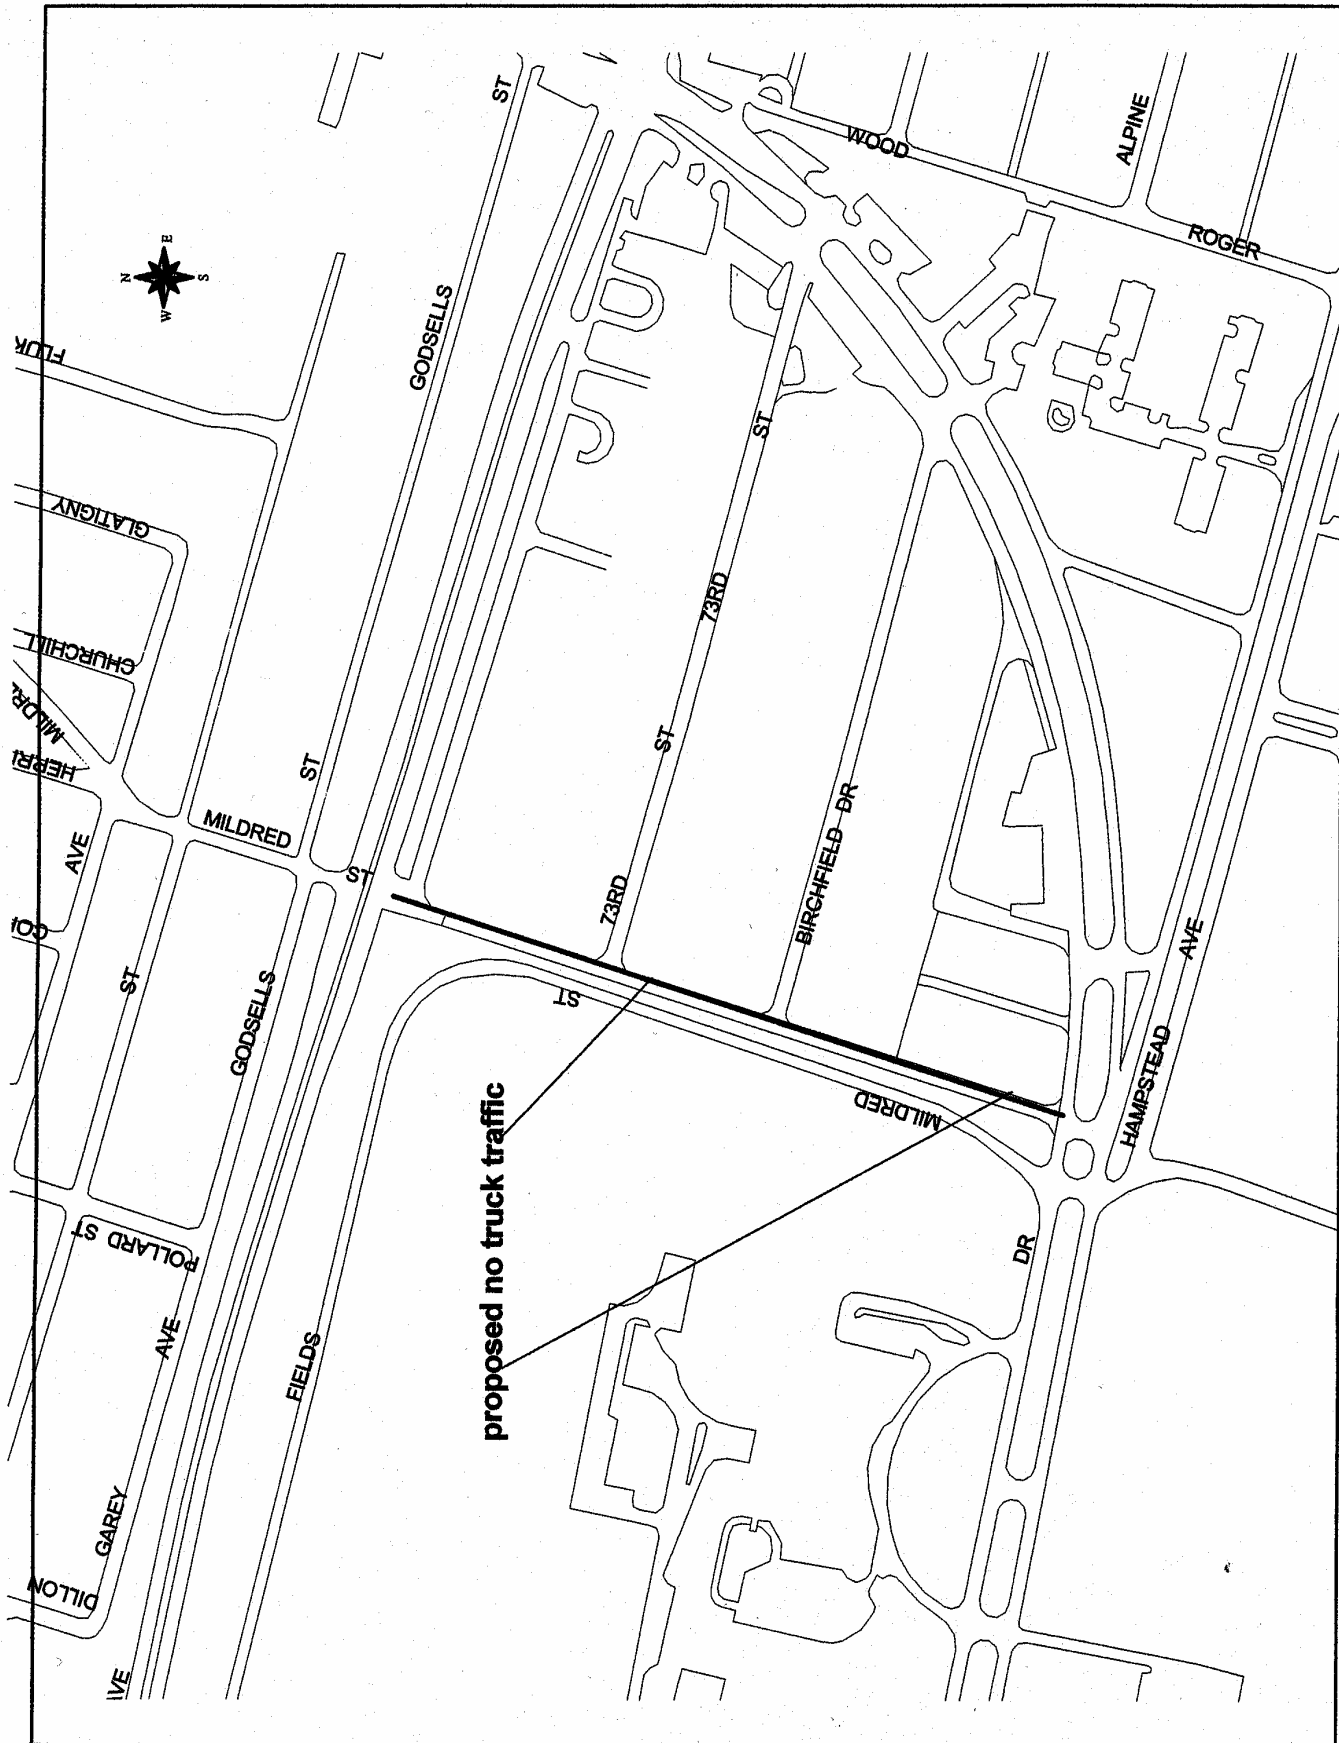 ST
WOOD
ALPINE
ROGER
N
E
S
W
GODSELLS
GLATIGNY
ST
CHURCHILL
73RD
ST
HERRI
ST
MILDRED
AVE
ST
BIRCHFIELD DR
73RD
AVE
ST
GODSELLS
ST
HAMPSTEAD
MILDRED
proposed no truck traffic
POLLARD ST
DR
AVE
FIELDS
GAREY
DILLON